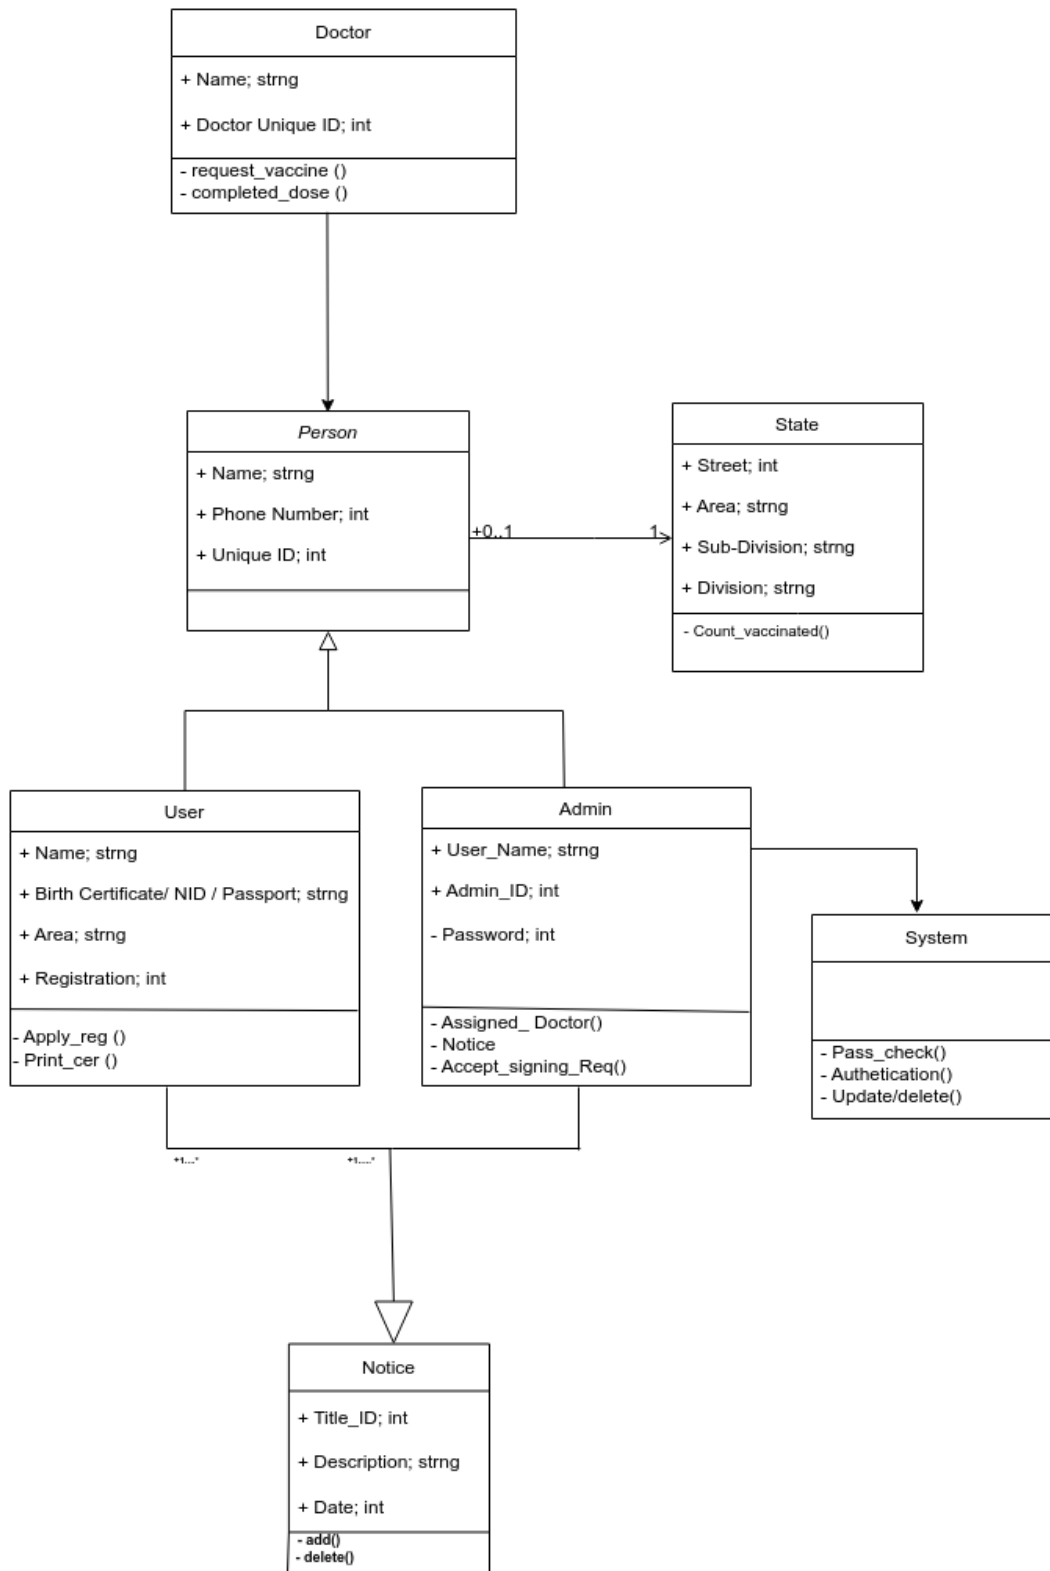 Doctor
+ Name; strng
+ Doctor Unique ID; int
- request_vaccine ()
- completed_dose ()
Person
+ Name; strng
+ Phone Number; int
+ Unique ID; int
+0..1
1
State
+ Street; int
+ Area; strng
+ Sub-Division; strng
+ Division; strng
- Count_vaccinated()
User
+ Name; strng
+ Birth Certificate/ NID / Passport; strng
+ Area; strng
+ Registration; int
- Apply_reg ()
- Print_cer ()
Admin
+ User_Name; strng
+ Admin_ID; int
- Password; int
- Assigned_ Doctor()
- Notice
- Accept_signing_Req()
System
- Pass_check()
- Authetication()
- Update/delete()
+1...*
+1....*
Notice
+ Title_ID; int
+ Description; strng
+ Date; int
- add()
- delete()